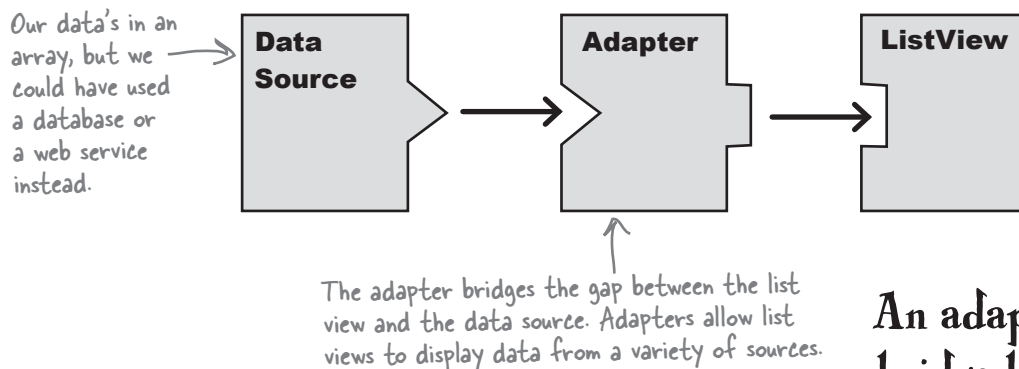 Our data's in an
array, but we
could have used
a database or
a web service
instead.
Data
Source
Adapter
ListView
The adapter bridges the gap between the list
view and the data source. Adapters allow list
views to display data from a variety of sources.
An